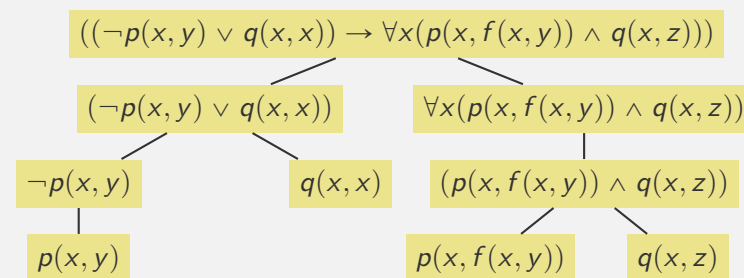 ((¬p(x, y) ∨ q(x, x)) → ∀x(p(x, f(x, y)) ∧ q(x, z)))
(¬p(x, y) ∨ q(x, x)) ∀x(p(x, f(x, y)) ∧ q(x, z))
¬p(x, y) q(x, x) (p(x, f(x, y)) ∧ q(x, z))
p(x, y) p(x, f(x, y)) q(x, z)